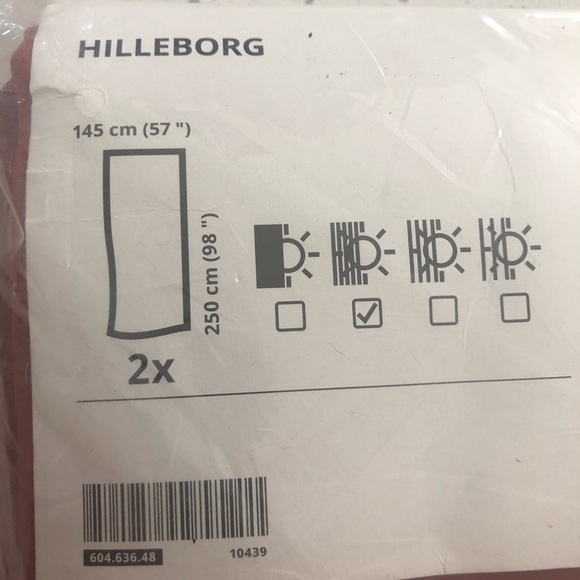 HILLEBORG
145 cm (57 ")
250 cm (98 ")
2x
604.636.48
10439